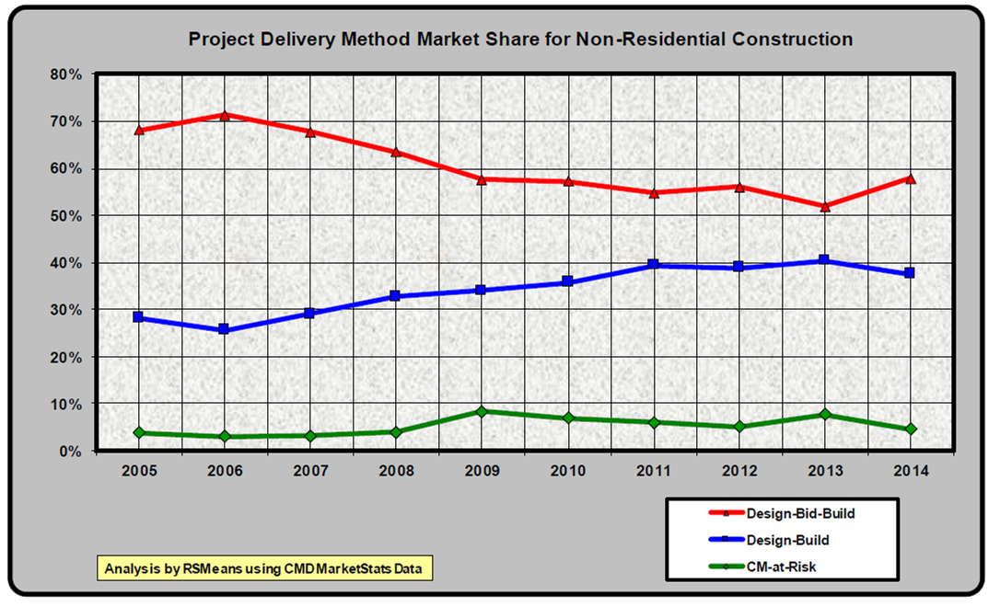 Project Delivery Method Market Share for Non-Residential Construction
80%
70%
60%
50%
40%
30%
20%
10%
0%
2005 2006 2007 2008 2009 2010 2011 2012 2013 2014
Design-Bid-Build
Design-Build
CM-at-Risk
Analysis by RSMeans using CMD MarketStats Data